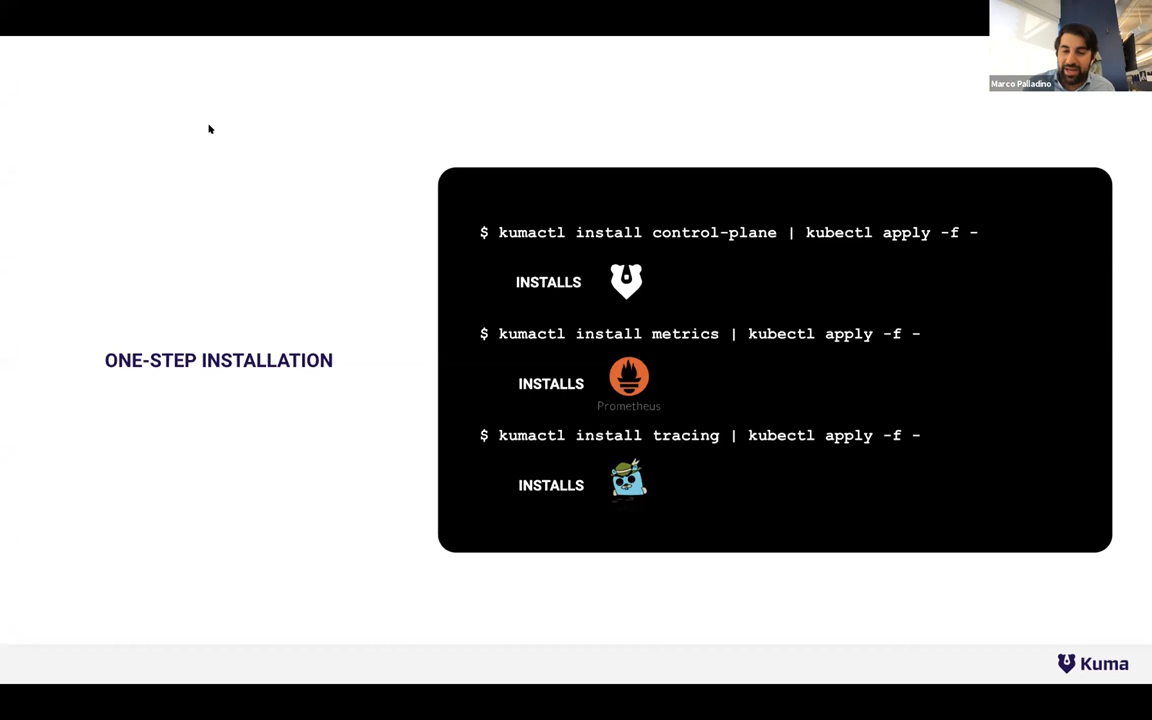 Marco Palladino
$ kumactl install control-plane | kubectl apply -f -
INSTALLS
$ kumactl install metrics | kubectl apply -f -
ONE-STEP INSTALLATION
INSTALLS
Prometheus
$ kumactl install tracing | kubectl apply -f -
INSTALLS
Kuma